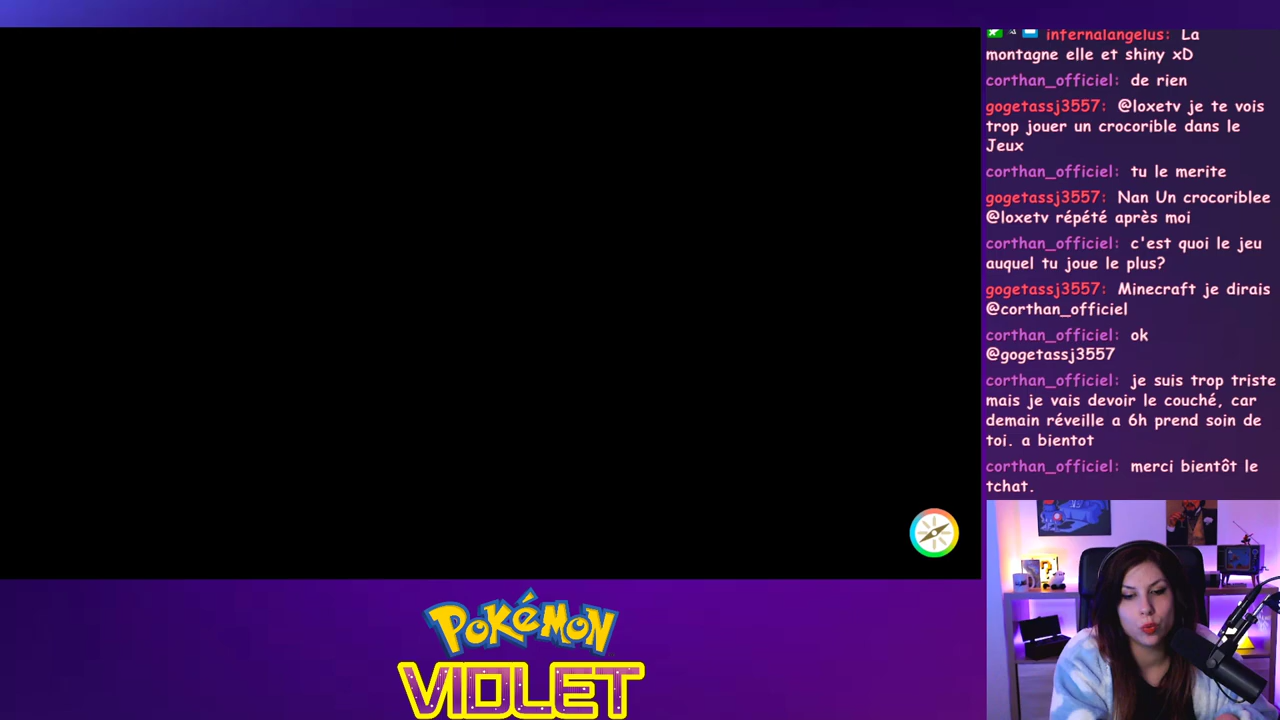 infernalangelus: La
montagne elle et shiny xD
corthan_officiel: de rien
gogetassj3557: @loxetv je te vois
trop jouer un crocorible dans le
Jeux
corthan_officiel: tu le merite
gogetassj3557: Nan Un crocoriblee
@loxetv répété après moi
corthan_officiel: c'est quoi le jeu
auquel tu joue le plus?
gogetassj3557: Minecraft je dirais
@corthan_officiel
corthan_officiel: ok
@gogetassj3557
corthan_officiel: je suis trop triste
mais je vais devoir le couché, car
demain réveille a 6h prend soin de
toi. a bientot
corthan_officiel: merci bientôt le
tchat.
POKéMON
VIOLET